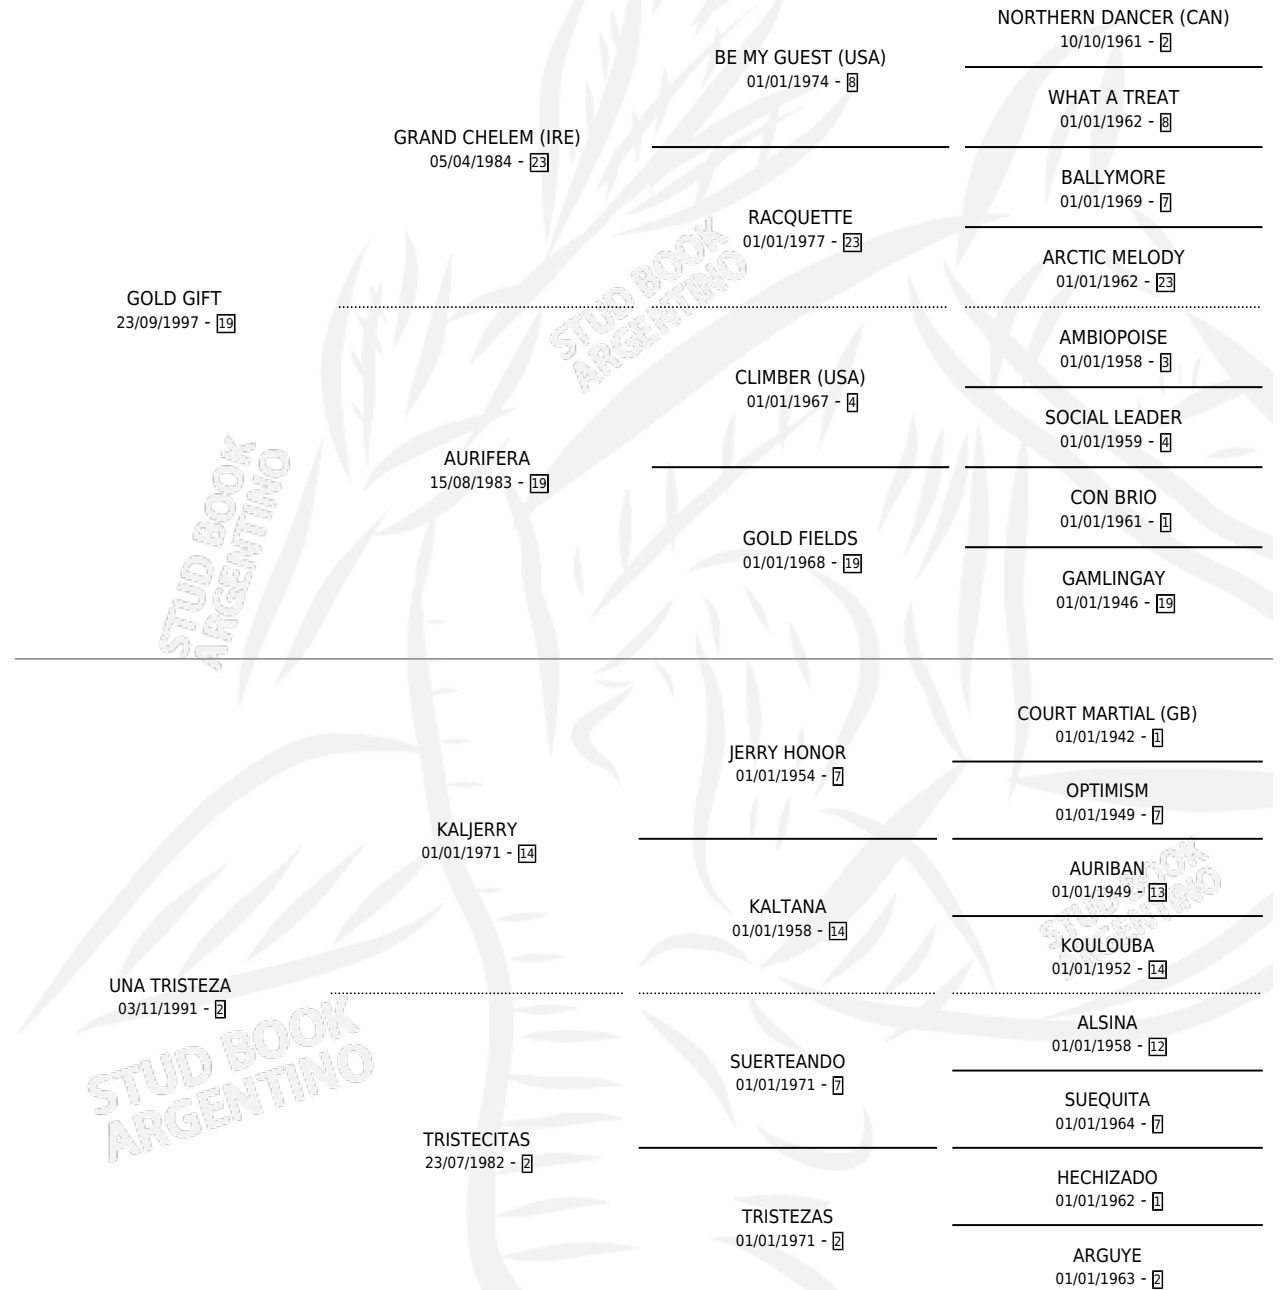 NORTHERN DANCER (CAN)
10/10/1961 - 2
BE MY GUEST (USA)
01/01/1974 - 8
WHAT A TREAT
01/01/1962 - 8
GRAND CHELEM (IRE)
05/04/1984 - 23
BALLYMORE
01/01/1969 - 7
RACQUETTE
01/01/1977 - 23
ARCTIC MELODY
01/01/1962 - 23
GOLD GIFT
23/09/1997 - 19
STUD BOOK
ARGENTINO
AMBIOPOISE
01/01/1958 - 3
CLIMBER (USA)
01/01/1967 - 4
SOCIAL LEADER
01/01/1959 - 4
AURIFERA
15/08/1983 - 19
CON BRIO
01/01/1961 - 1
GOLD FIELDS
01/01/1968 - 19
GAMLINGAY
01/01/1946 - 19
STUD BOOK
ARGENTINO
COURT MARTIAL (GB)
01/01/1942 - 1
JERRY HONOR
01/01/1954 - 7
OPTIMISM
01/01/1949 - 7
KALJERRY
01/01/1971 - 14
AURIBAN
01/01/1949 - 13
KALTANA
01/01/1958 - 14
KOULOUBA
01/01/1952 - 14
STUD BOOK
ARGENTINO
UNA TRISTEZA
03/11/1991 - 2
STUD BOOK
ARGENTINO
ALSINA
01/01/1958 - 12
SUERTEANDO
01/01/1971 - 7
SUEQUITA
01/01/1964 - 7
TRISTECITAS
23/07/1982 - 2
HECHIZADO
01/01/1962 - 1
TRISTEZAS
01/01/1971 - 2
ARGUYE
01/01/1963 - 2